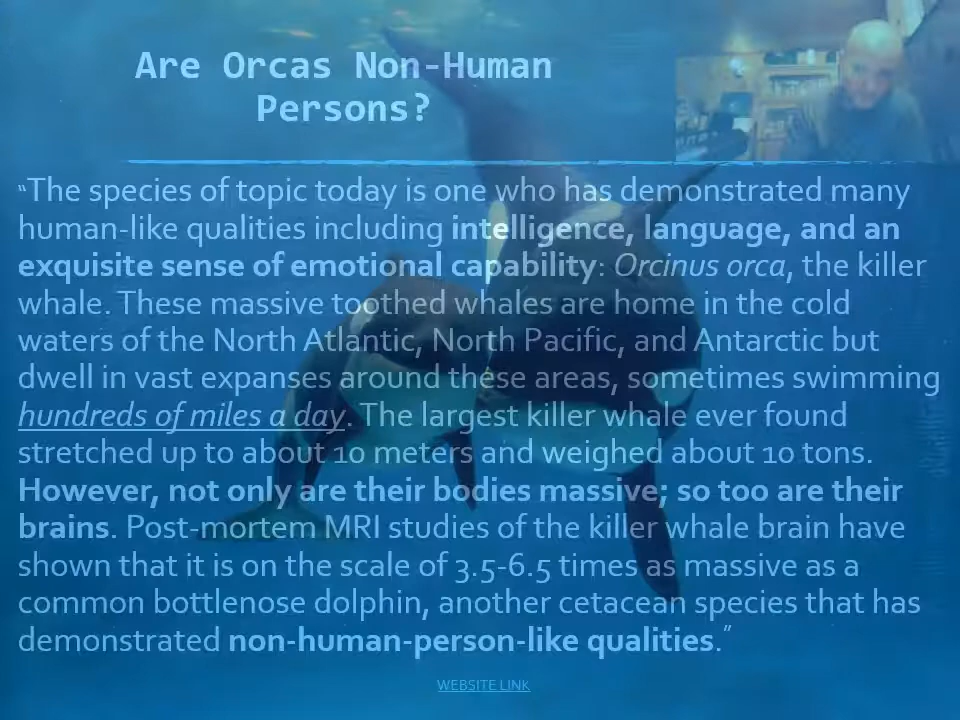 Are Orcas Non-Human
Persons?
“The species of topic today is one who has demonstrated many
human-like qualities including intelligence, language, and an
exquisite sense of emotional capability: Orcinus orca, the killer
whale. These massive toothed whales are home in the cold
waters of the North Atlantic, North Pacific, and Antarctic but
dwell in vast expanses around these areas, sometimes swimming
hundreds of miles a day. The largest killer whale ever found
stretched up to about 10 meters and weighed about 10 tons.
However, not only are their bodies massive; so too are their
brains. Post-mortem MRI studies of the killer whale brain have
shown that it is on the scale of 3.5-6.5 times as massive as a
common bottlenose dolphin, another cetacean species that has
demonstrated non-human-person-like qualities.”
WEBSITE LINK